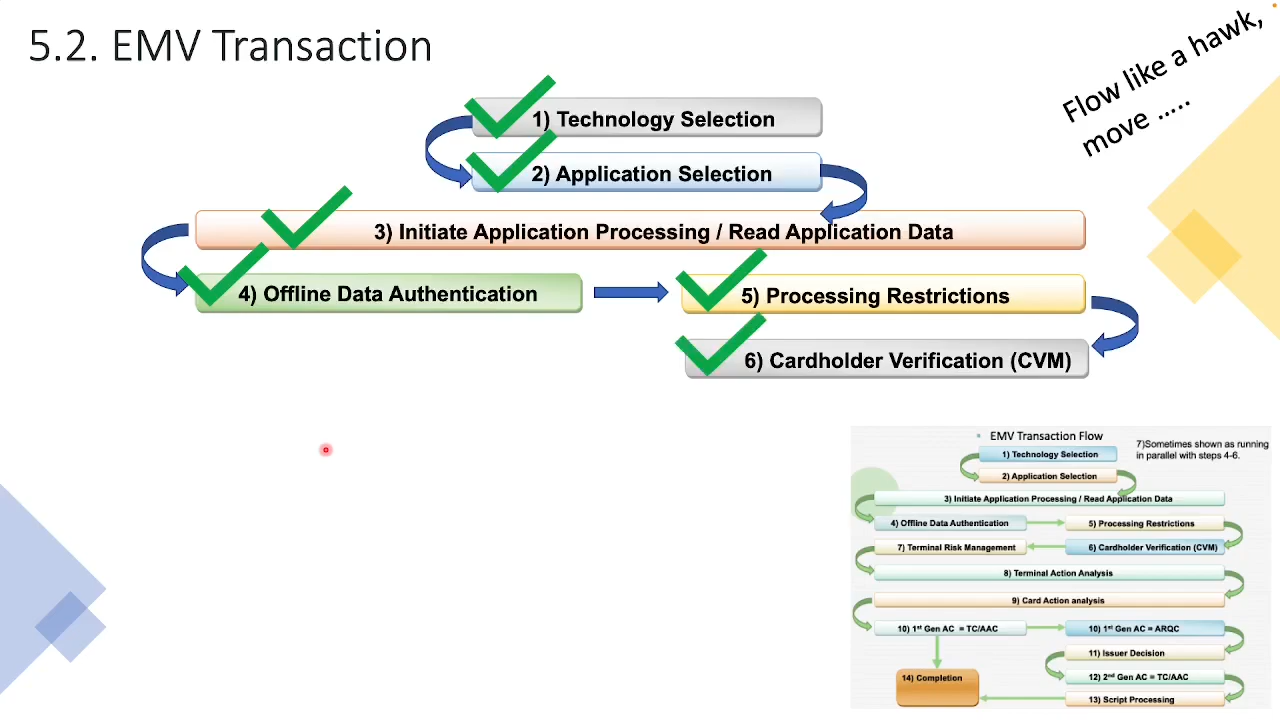 5.2. EMV Transaction
Flow like a hawk,
move .....
1) Technology Selection
2) Application Selection
3) Initiate Application Processing / Read Application Data
4) Offline Data Authentication
5) Processing Restrictions
6) Cardholder Verification (CVM)
• EMV Transaction Flow
7)Sometimes shown as running
in parallel with steps 4-6.
1) Technology Selection
2) Application Selection
3) Initiate Application Processing / Read Application Data
4) Offline Data Authentication
5) Processing Restrictions
7) Terminal Risk Management
6) Cardholder Verification (CVM)
8) Terminal Action Analysis
9) Card Action analysis
10) 1st Gen AC = TC/AAC
10) 1st Gen AC = ARQC
11) Issuer Decision
12) 2nd Gen AC = TC/AAC
14) Completion
13) Script Processing